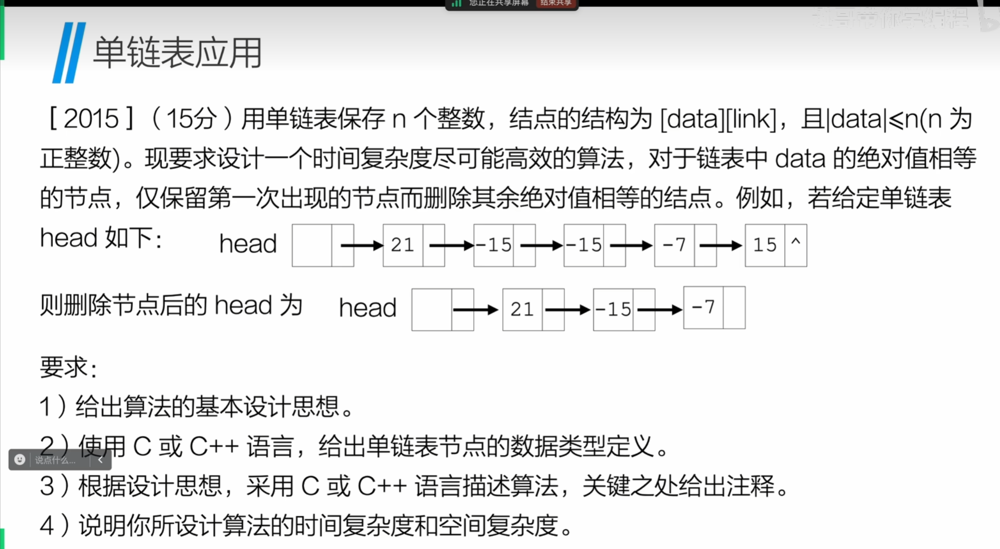 您正在共享屏幕 结束共享
单链表应用
[ 2015 ]（15分）用单链表保存 n 个整数，结点的结构为 [data][link]，且|data|⩽n(n 为
正整数)。现要求设计一个时间复杂度尽可能高效的算法，对于链表中 data 的绝对值相等
的节点，仅保留第一次出现的节点而删除其余绝对值相等的结点。例如，若给定单链表
head 如下： head 21 -15 -15 -7 15 ^
则删除节点后的 head 为 head 21 -15 -7
要求：
1）给出算法的基本设计思想。
2）使用 C 或 C++ 语言，给出单链表节点的数据类型定义。
说点什么...
3）根据设计思想，采用 C 或 C++ 语言描述算法，关键之处给出注释。
4）说明你所设计算法的时间复杂度和空间复杂度。